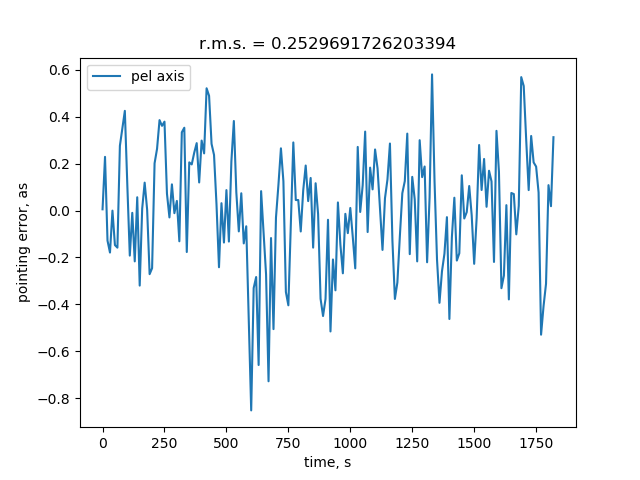 r.m.s. = 0.2529691726203394
pel axis
0.6
0.4
0.2
0.0
−0.2
−0.4
−0.6
−0.8
pointing error, as
0 250 500 750 1000 1250 1500 1750
time, s